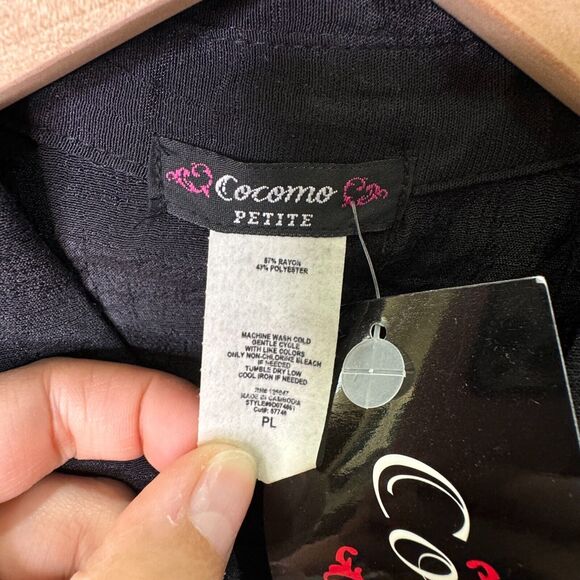 Cocomo
PETITE
57% RAYON
43% POLYESTER
MACHINE WASH COLD
GENTLE CYCLE
WITH LIKE COLORS
ONLY NON-CHLORINE BLEACH
IF NEEDED
TUMBLE DRY LOW
COOL IRON IF NEEDED
MADE IN CAMBODIA
PL
Co